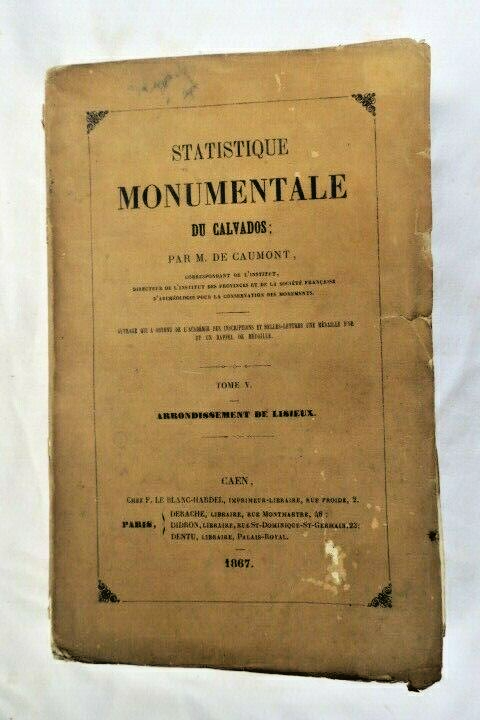 STATISTIQUE
MONUMENTALE
DU CALVADOS;
PAR M. DE CAUMONT,
CORRESPONDANT DE L'INSTITUT,
DIRECTEUR DE L'INSTITUT DES PROVINCES ET DE LA SOCIÉTÉ FRANÇAISE
D'ARCHÉOLOGIE POUR LA CONSERVATION DES MONUMENTS.
OUVRAGE QUI A OBTENU DE L'ACADÉMIE DES INSCRIPTIONS ET BELLES-LETTRES UNE MÉDAILLE D'OR
ET UN RAPPEL DE MÉDAILLE.
TOME V.
ARRONDISSEMENT DE LISIEUX.
CAEN,
CHEZ F. LE BLANC-HARDEL, IMPRIMEUR-LIBRAIRE, RUE FROIDE, 2.
PARIS, DERACHE, LIBRAIRE, RUE MONTMARTRE, 48;
DIDRON, LIBRAIRE, RUE ST-DOMINIQUE-ST-GERMAIN, 23;
DENTU, LIBRAIRE, PALAIS-ROYAL.
1867.